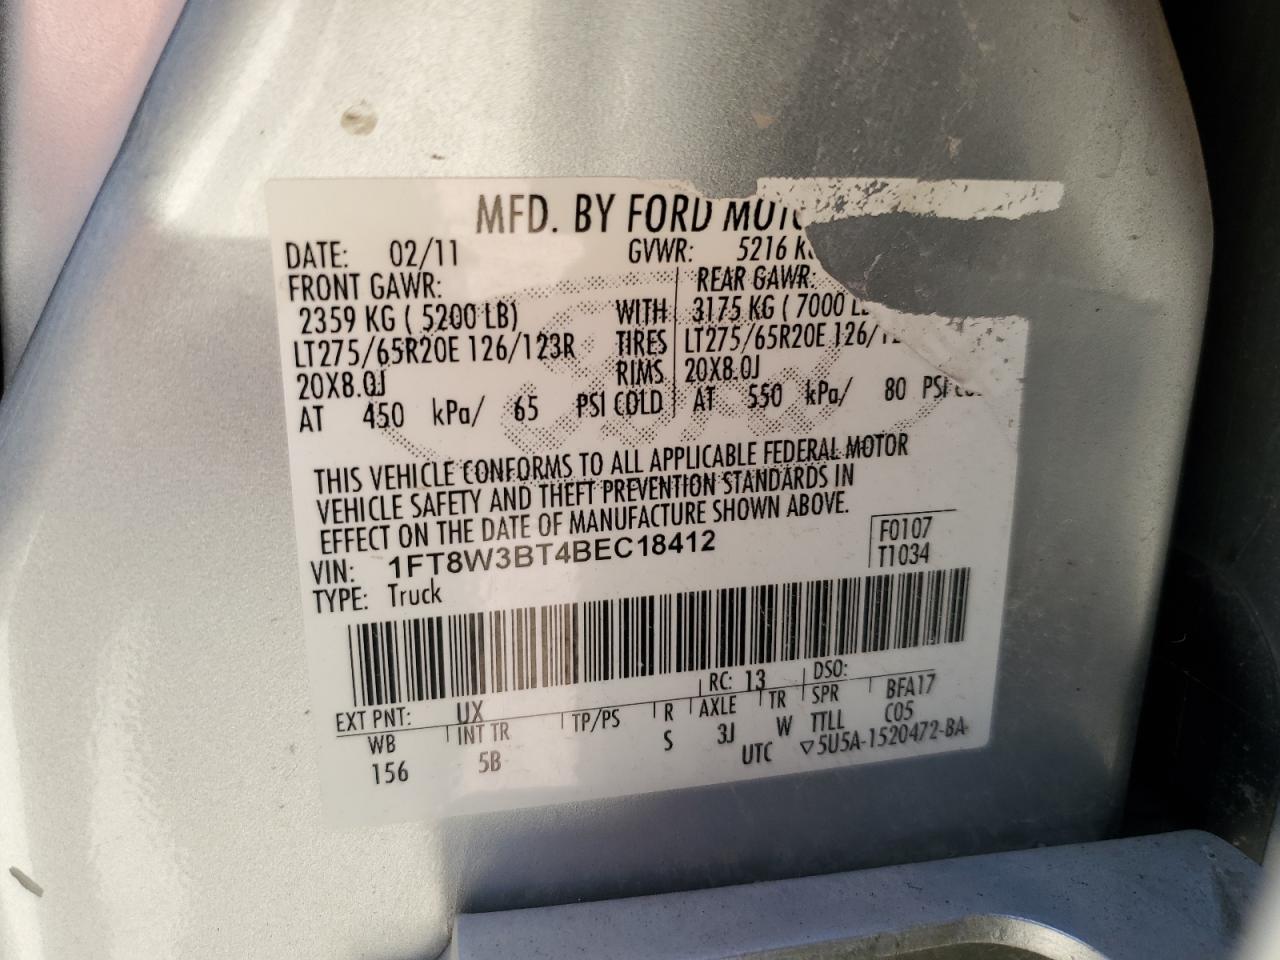 MFD. BY FORD MOTO
DATE: 02/11 GVWR: 5216 K
FRONT GAWR: REAR GAWR:
2359 KG ( 5200 LB) WITH 3175 KG ( 7000 L
LT275/65R20E 126/123R TIRES LT275/65R20E 126/12
20X8.0J RIMS 20X8.0J
AT 450 kPa/ 65 PSI COLD AT 550 kPa/ 80 PSI
THIS VEHICLE CONFORMS TO ALL APPLICABLE FEDERAL MOTOR
VEHICLE SAFETY AND THEFT PREVENTION STANDARDS IN
EFFECT ON THE DATE OF MANUFACTURE SHOWN ABOVE.
VIN: 1FT8W3BT4BEC18412 F0107
TYPE: Truck T1034
EXT PNT: UX RC: 13 DSO:
WB INT TR TP/PS R AXLE TR SPR BFA17
156 5B S 3J W TTLL C05
UTC ▽5U5A-1520472-BA